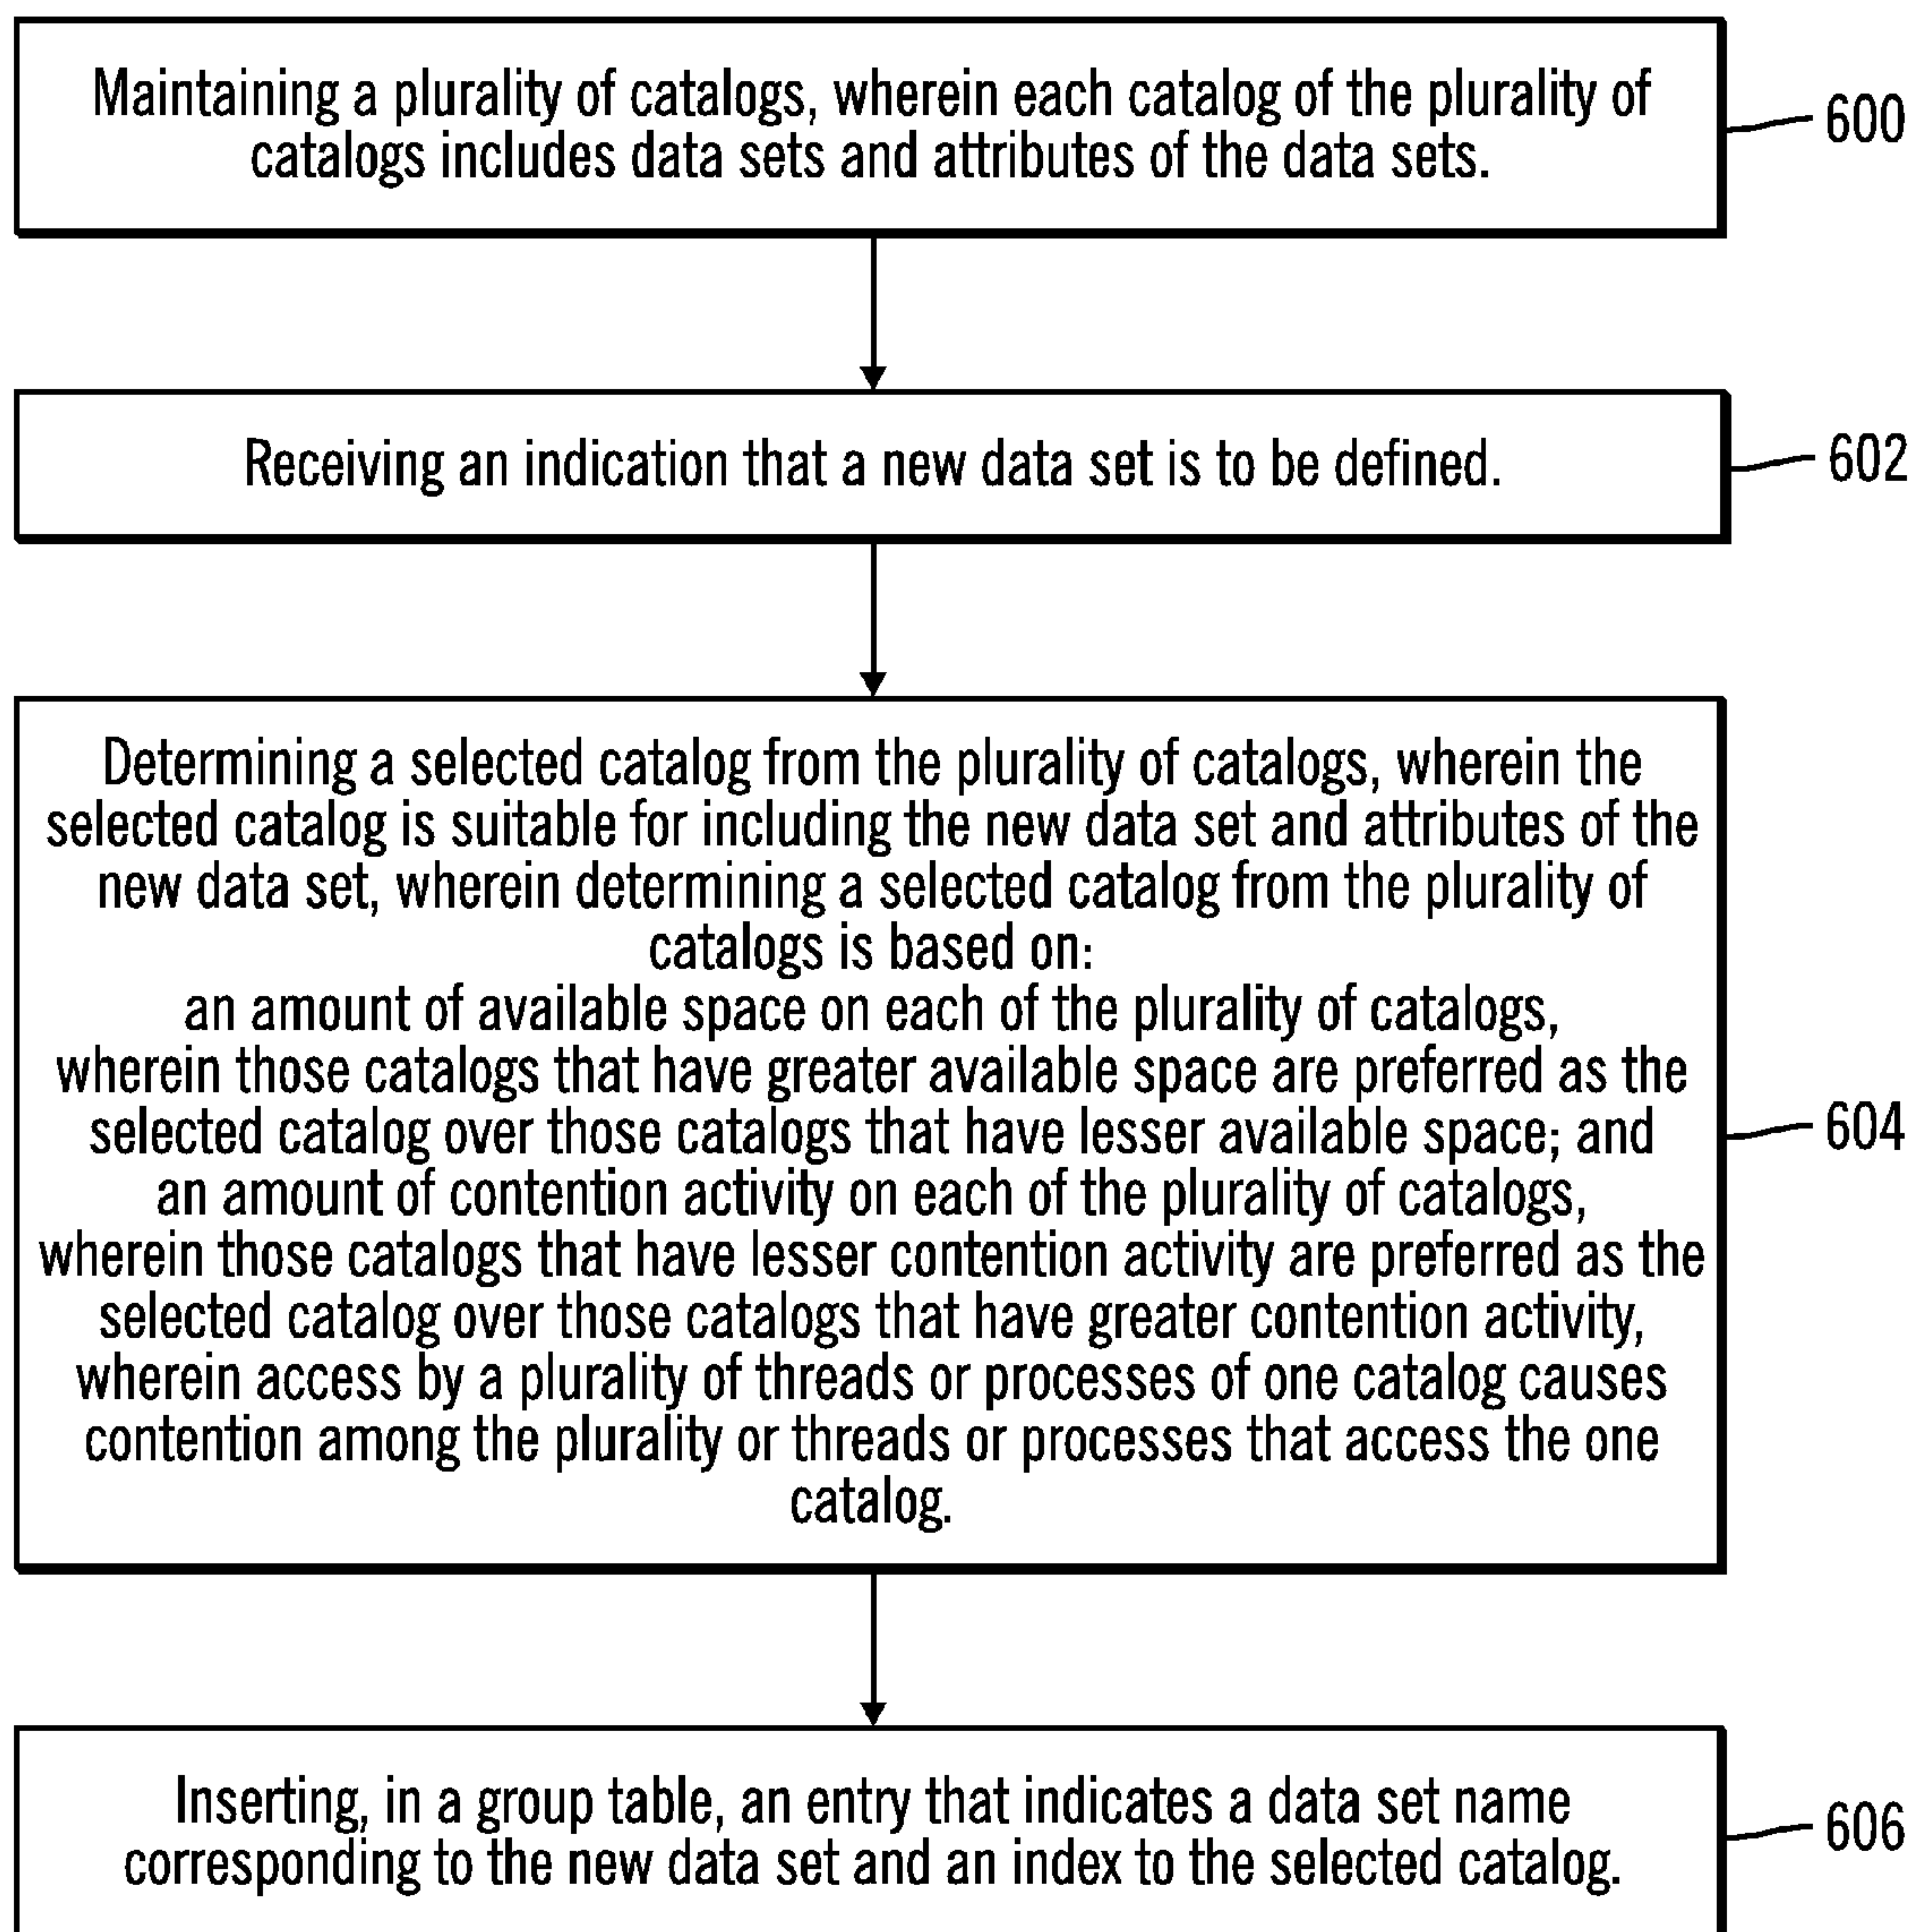 Maintaining a plurality of catalogs, wherein each catalog of the plurality of
catalogs includes data sets and attributes of the data sets.
600
Receiving an indication that a new data set is to be defined.
602
Determining a selected catalog from the plurality of catalogs, wherein the
selected catalog is suitable for including the new data set and attributes of the
new data set, wherein determining a selected catalog from the plurality of
catalogs is based on:
an amount of available space on each of the plurality of catalogs,
wherein those catalogs that have greater available space are preferred as the
selected catalog over those catalogs that have lesser available space; and
an amount of contention activity on each of the plurality of catalogs,
wherein those catalogs that have lesser contention activity are preferred as the
selected catalog over those catalogs that have greater contention activity,
wherein access by a plurality of threads or processes of one catalog causes
contention among the plurality or threads or processes that access the one
catalog.
604
Inserting, in a group table, an entry that indicates a data set name
corresponding to the new data set and an index to the selected catalog.
606